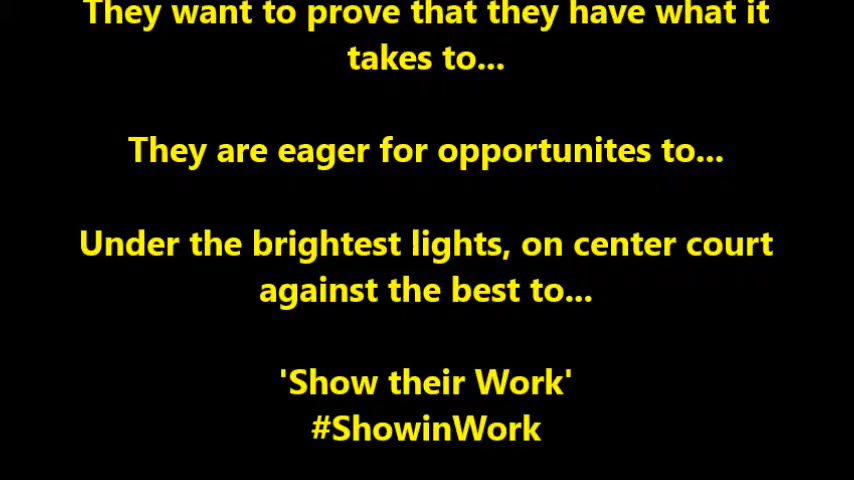 They want to prove that they have what it
takes to...
They are eager for opportunites to...
Under the brightest lights, on center court
against the best to...
'Show their Work'
#ShowinWork